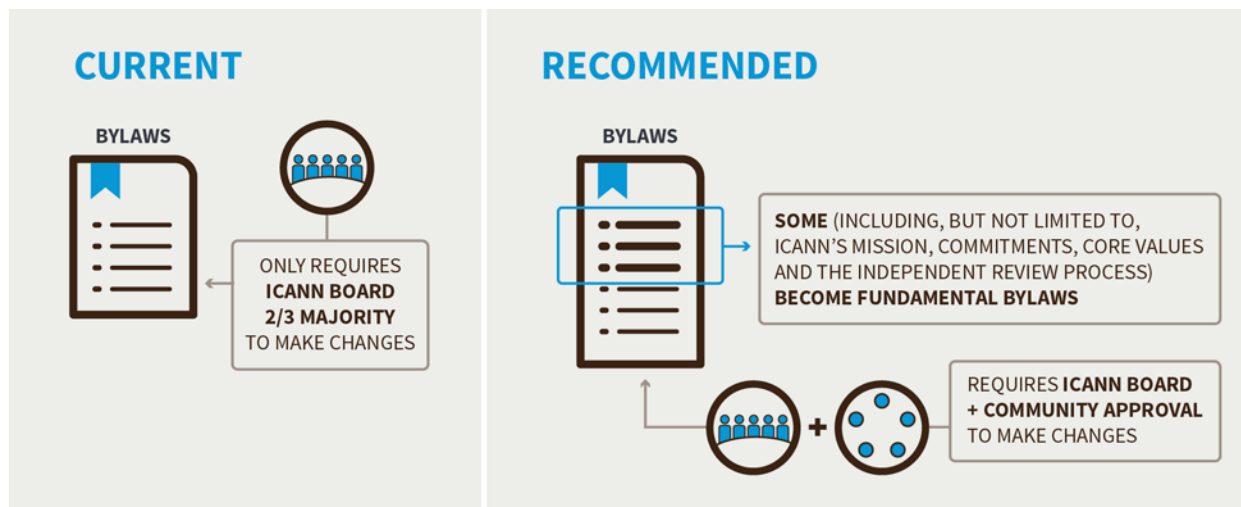 CURRENT
BYLAWS
ONLY REQUIRES
ICANN BOARD
2/3 MAJORITY
TO MAKE CHANGES
RECOMMENDED
BYLAWS
SOME (INCLUDING, BUT NOT LIMITED TO,
ICANN'S MISSION, COMMITMENTS, CORE VALUES
AND THE INDEPENDENT REVIEW PROCESS)
BECOME FUNDAMENTAL BYLAWS
+
REQUIRES ICANN BOARD
+ COMMUNITY APPROVAL
TO MAKE CHANGES